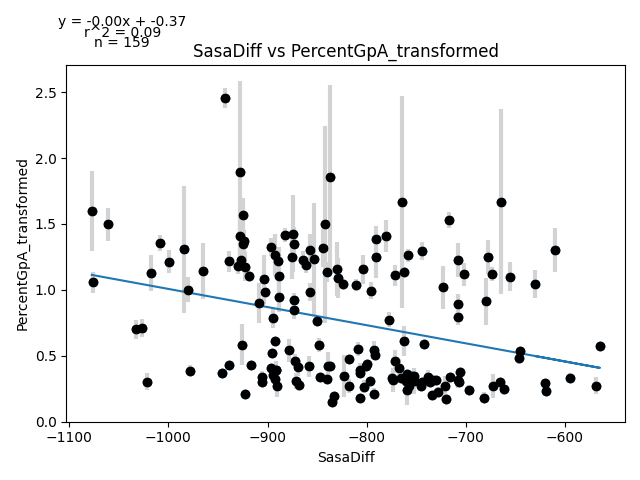 y = -0.00x + -0.37
r^2 = 0.09
n = 159
SasaDiff vs PercentGpA_transformed
PercentGpA_transformed
2.5
2.0
1.5
1.0
0.5
0.0
−1100 −1000 −900 −800 −700 −600
SasaDiff